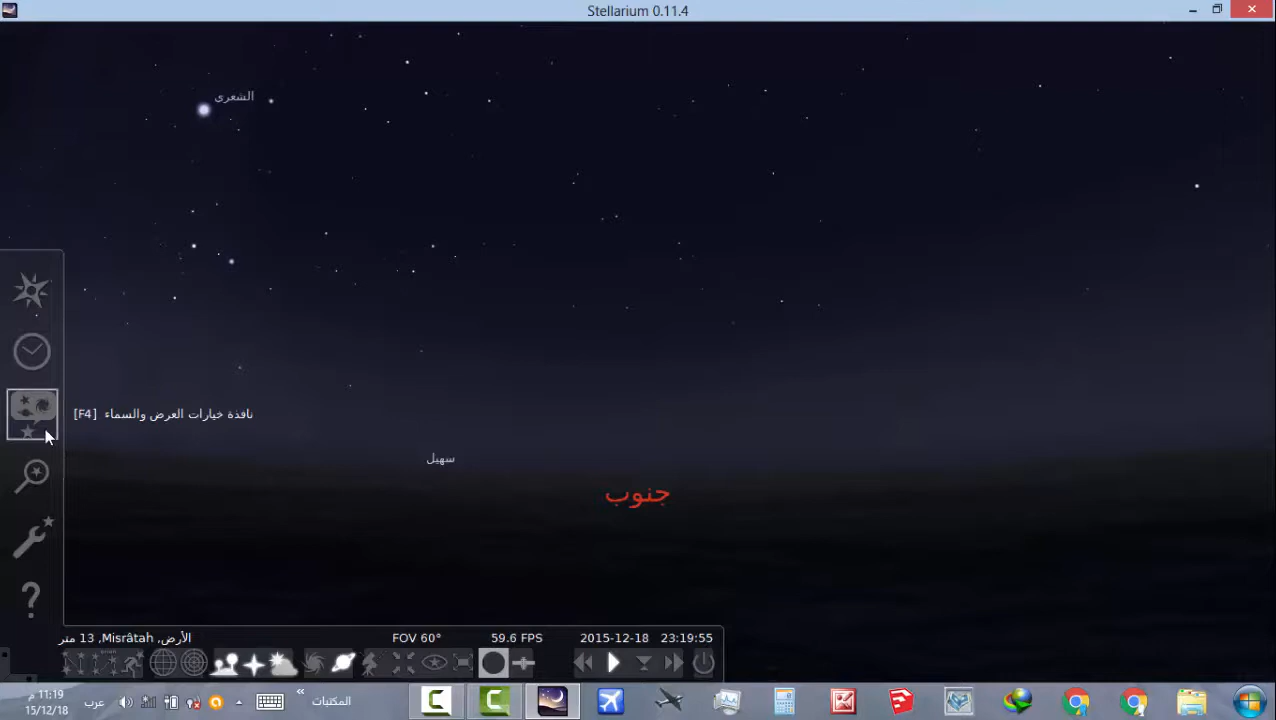 Stellarium 0.11.4
الشعرى
[F4] نافذة خيارات العرض والسماء
سهيل
جنوب
الأرض, Misrâtah, 13 متر
FOV 60°
59.6 FPS
2015-12-18
23:19:55
11:19 م
15/12/18
عرب
المكتبات